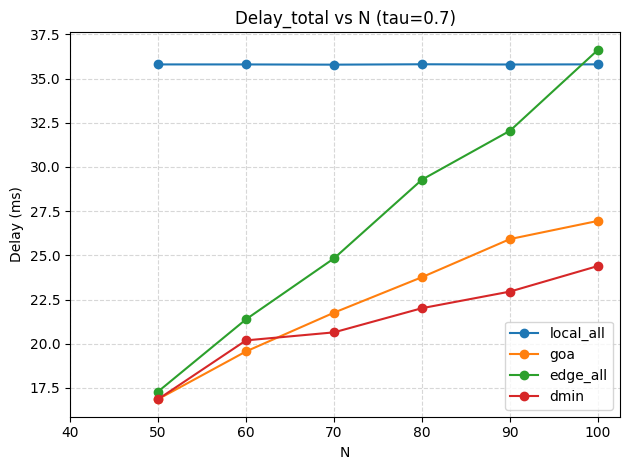 Delay_total vs N (tau=0.7)
37.5
35.0
32.5
30.0
27.5
25.0
22.5
20.0
17.5
Delay (ms)
40 50 60 70 80 90 100
N
local_all
goa
edge_all
dmin